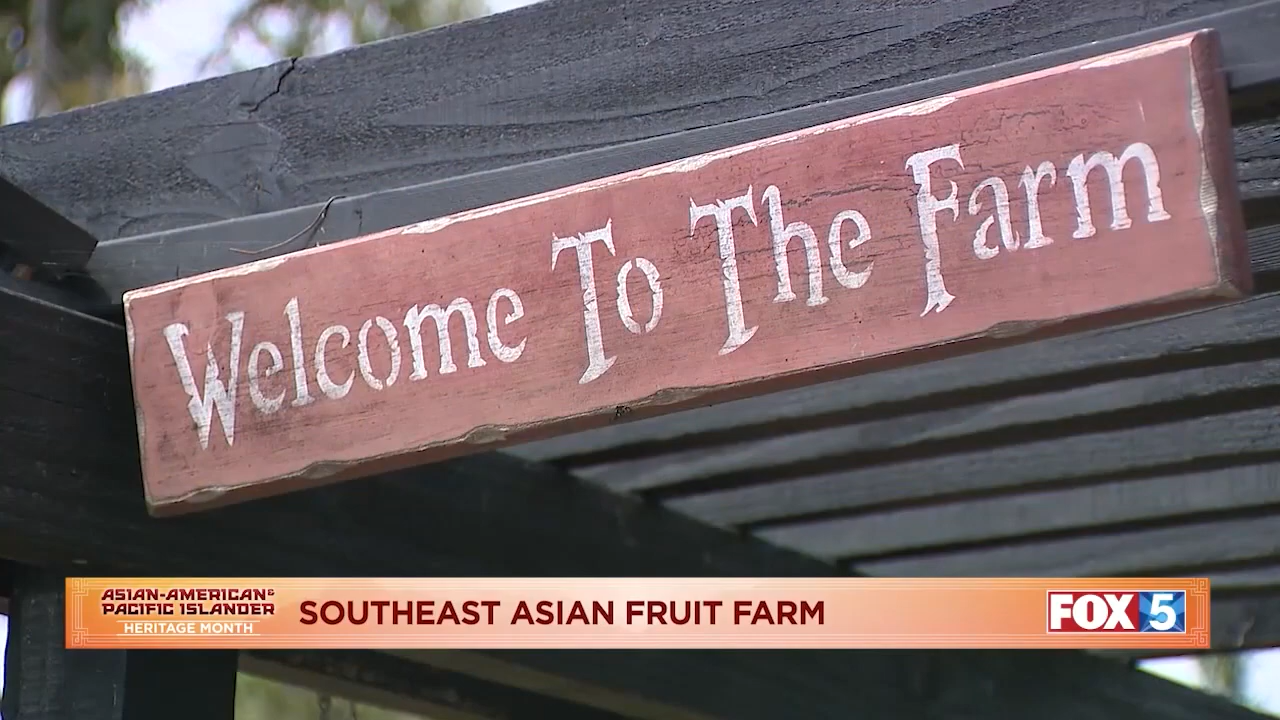 Welcome To The Farm
ASIAN-AMERICAN &
PACIFIC ISLANDER
HERITAGE MONTH
SOUTHEAST ASIAN FRUIT FARM
FOX 5